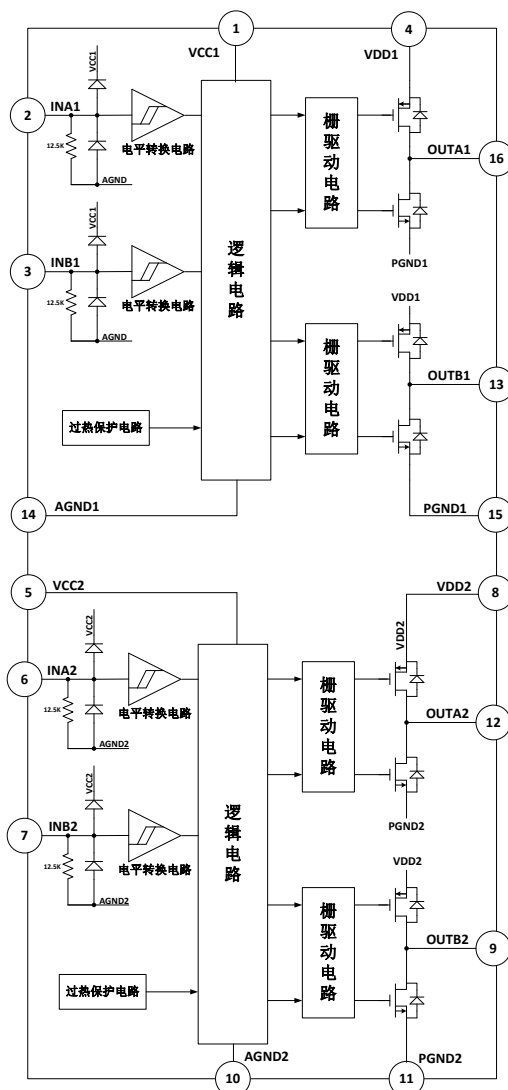 1
4
VCC1
VDD1
VCC1
2
INA1
12.5K
AGND
电平转换电路
栅驱动电路
OUTA1
16
PGND1
VCC1
3
INB1
12.5K
AGND
电平转换电路
逻辑电路
VDD1
栅驱动电路
OUTB1
13
过热保护电路
14
AGND1
PGND1
15
5
VCC2
VDD2
8
VDD2
VCC2
6
INA2
12.5K
AGND2
电平转换电路
栅驱动电路
OUTA2
12
PGND2
VCC2
7
INB2
12.5K
AGND2
电平转换电路
逻辑电路
VDD2
栅驱动电路
OUTB2
9
过热保护电路
AGND2
PGND2
10
11